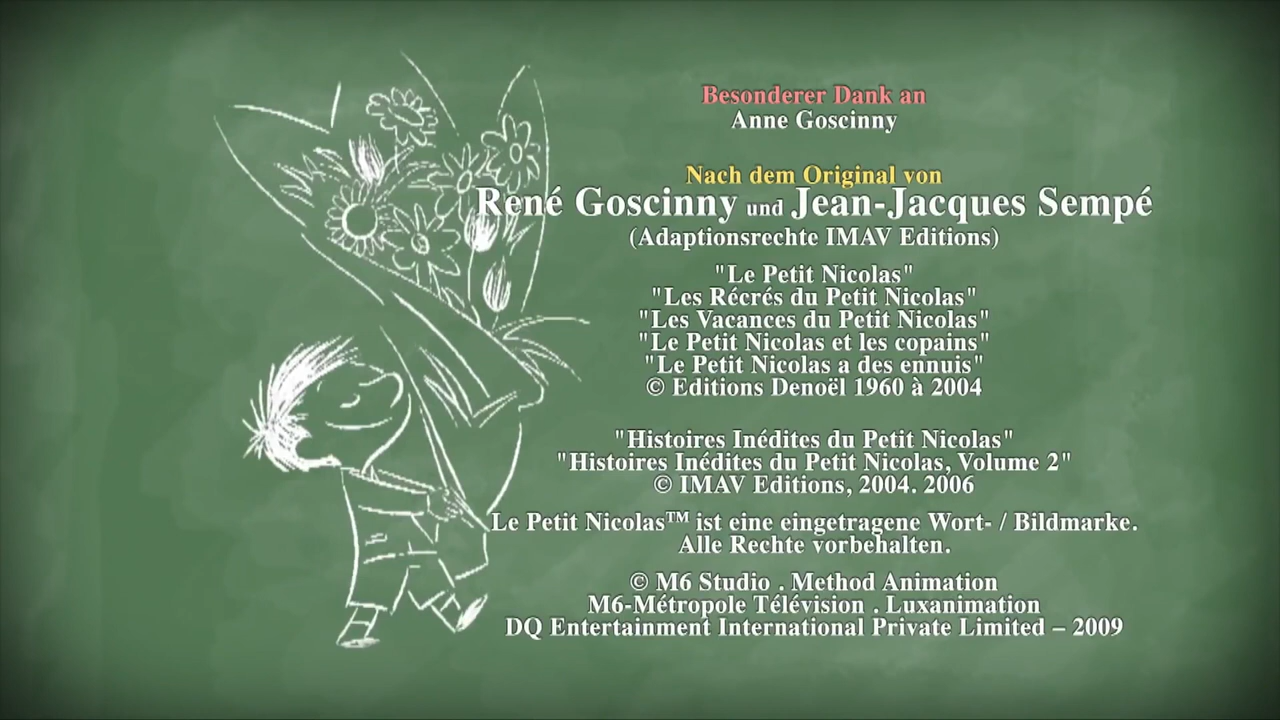 Besonderer Dank an
Anne Goscinny
Nach dem Original von
René Goscinny und Jean-Jacques Sempé
(Adaptionsrechte IMAV Editions)
"Le Petit Nicolas"
"Les Récrés du Petit Nicolas"
"Les Vacances du Petit Nicolas"
"Le Petit Nicolas et les copains"
"Le Petit Nicolas a des ennuis"
© Editions Denoël 1960 à 2004
"Histoires Inédites du Petit Nicolas"
"Histoires Inédites du Petit Nicolas, Volume 2"
© IMAV Editions, 2004. 2006
Le Petit Nicolas™ ist eine eingetragene Wort- / Bildmarke.
Alle Rechte vorbehalten.
© M6 Studio . Method Animation
M6-Métropole Télévision . Luxanimation
DQ Entertainment International Private Limited – 2009